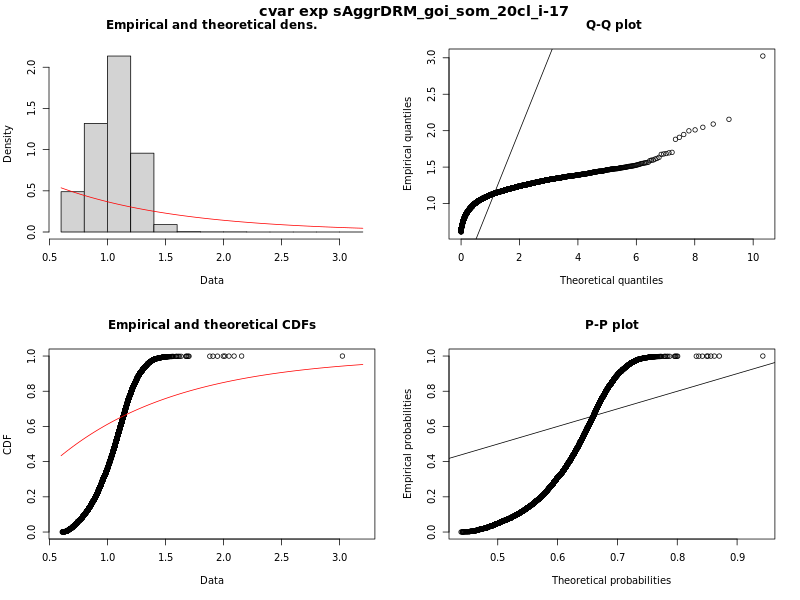 cvar exp sAggrDRM_goi_som_20cl_i-17
Empirical and theoretical dens.
Density
0.0 0.5 1.0 1.5 2.0
0.5 1.0 1.5 2.0 2.5 3.0
Data
Q-Q plot
Empirical quantiles
1.0 1.5 2.0 2.5 3.0
0 2 4 6 8 10
Theoretical quantiles
Empirical and theoretical CDFs
CDF
0.0 0.2 0.4 0.6 0.8 1.0
0.5 1.0 1.5 2.0 2.5 3.0
Data
P-P plot
Empirical probabilities
0.0 0.2 0.4 0.6 0.8 1.0
0.5 0.6 0.7 0.8 0.9
Theoretical probabilities